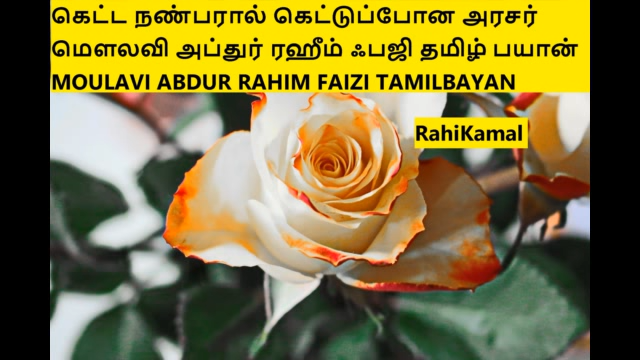 கெட்ட நண்பரால் கெட்டுப்போன அரசர்
மௌலவி அப்துர் ரஹீம் ஃபஜி தமிழ் பயான்
MOULAVI ABDUR RAHIM FAIZI TAMILBAYAN
RahiKamal